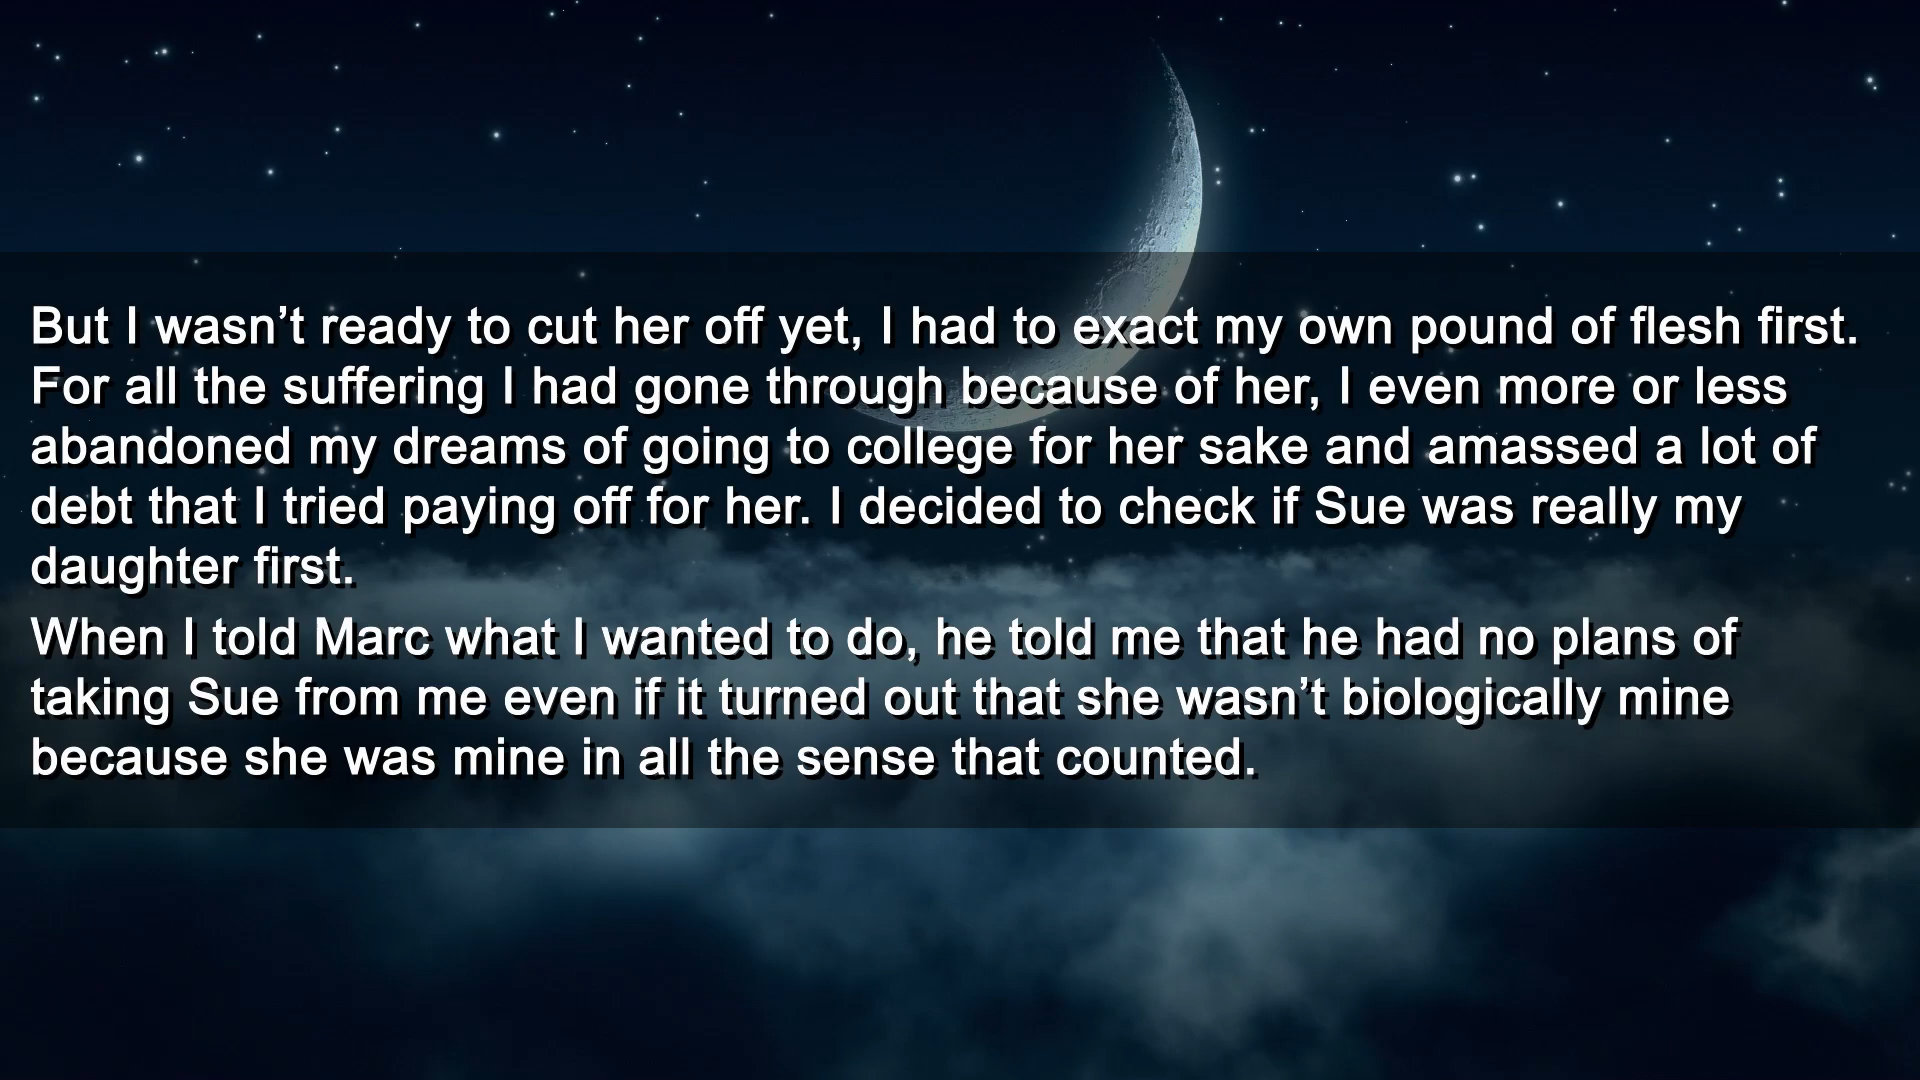 But I wasn’t ready to cut her off yet, I had to exact my own pound of flesh first.
For all the suffering I had gone through because of her, I even more or less
abandoned my dreams of going to college for her sake and amassed a lot of
debt that I tried paying off for her. I decided to check if Sue was really my
daughter first.
When I told Marc what I wanted to do, he told me that he had no plans of
taking Sue from me even if it turned out that she wasn’t biologically mine
because she was mine in all the sense that counted.